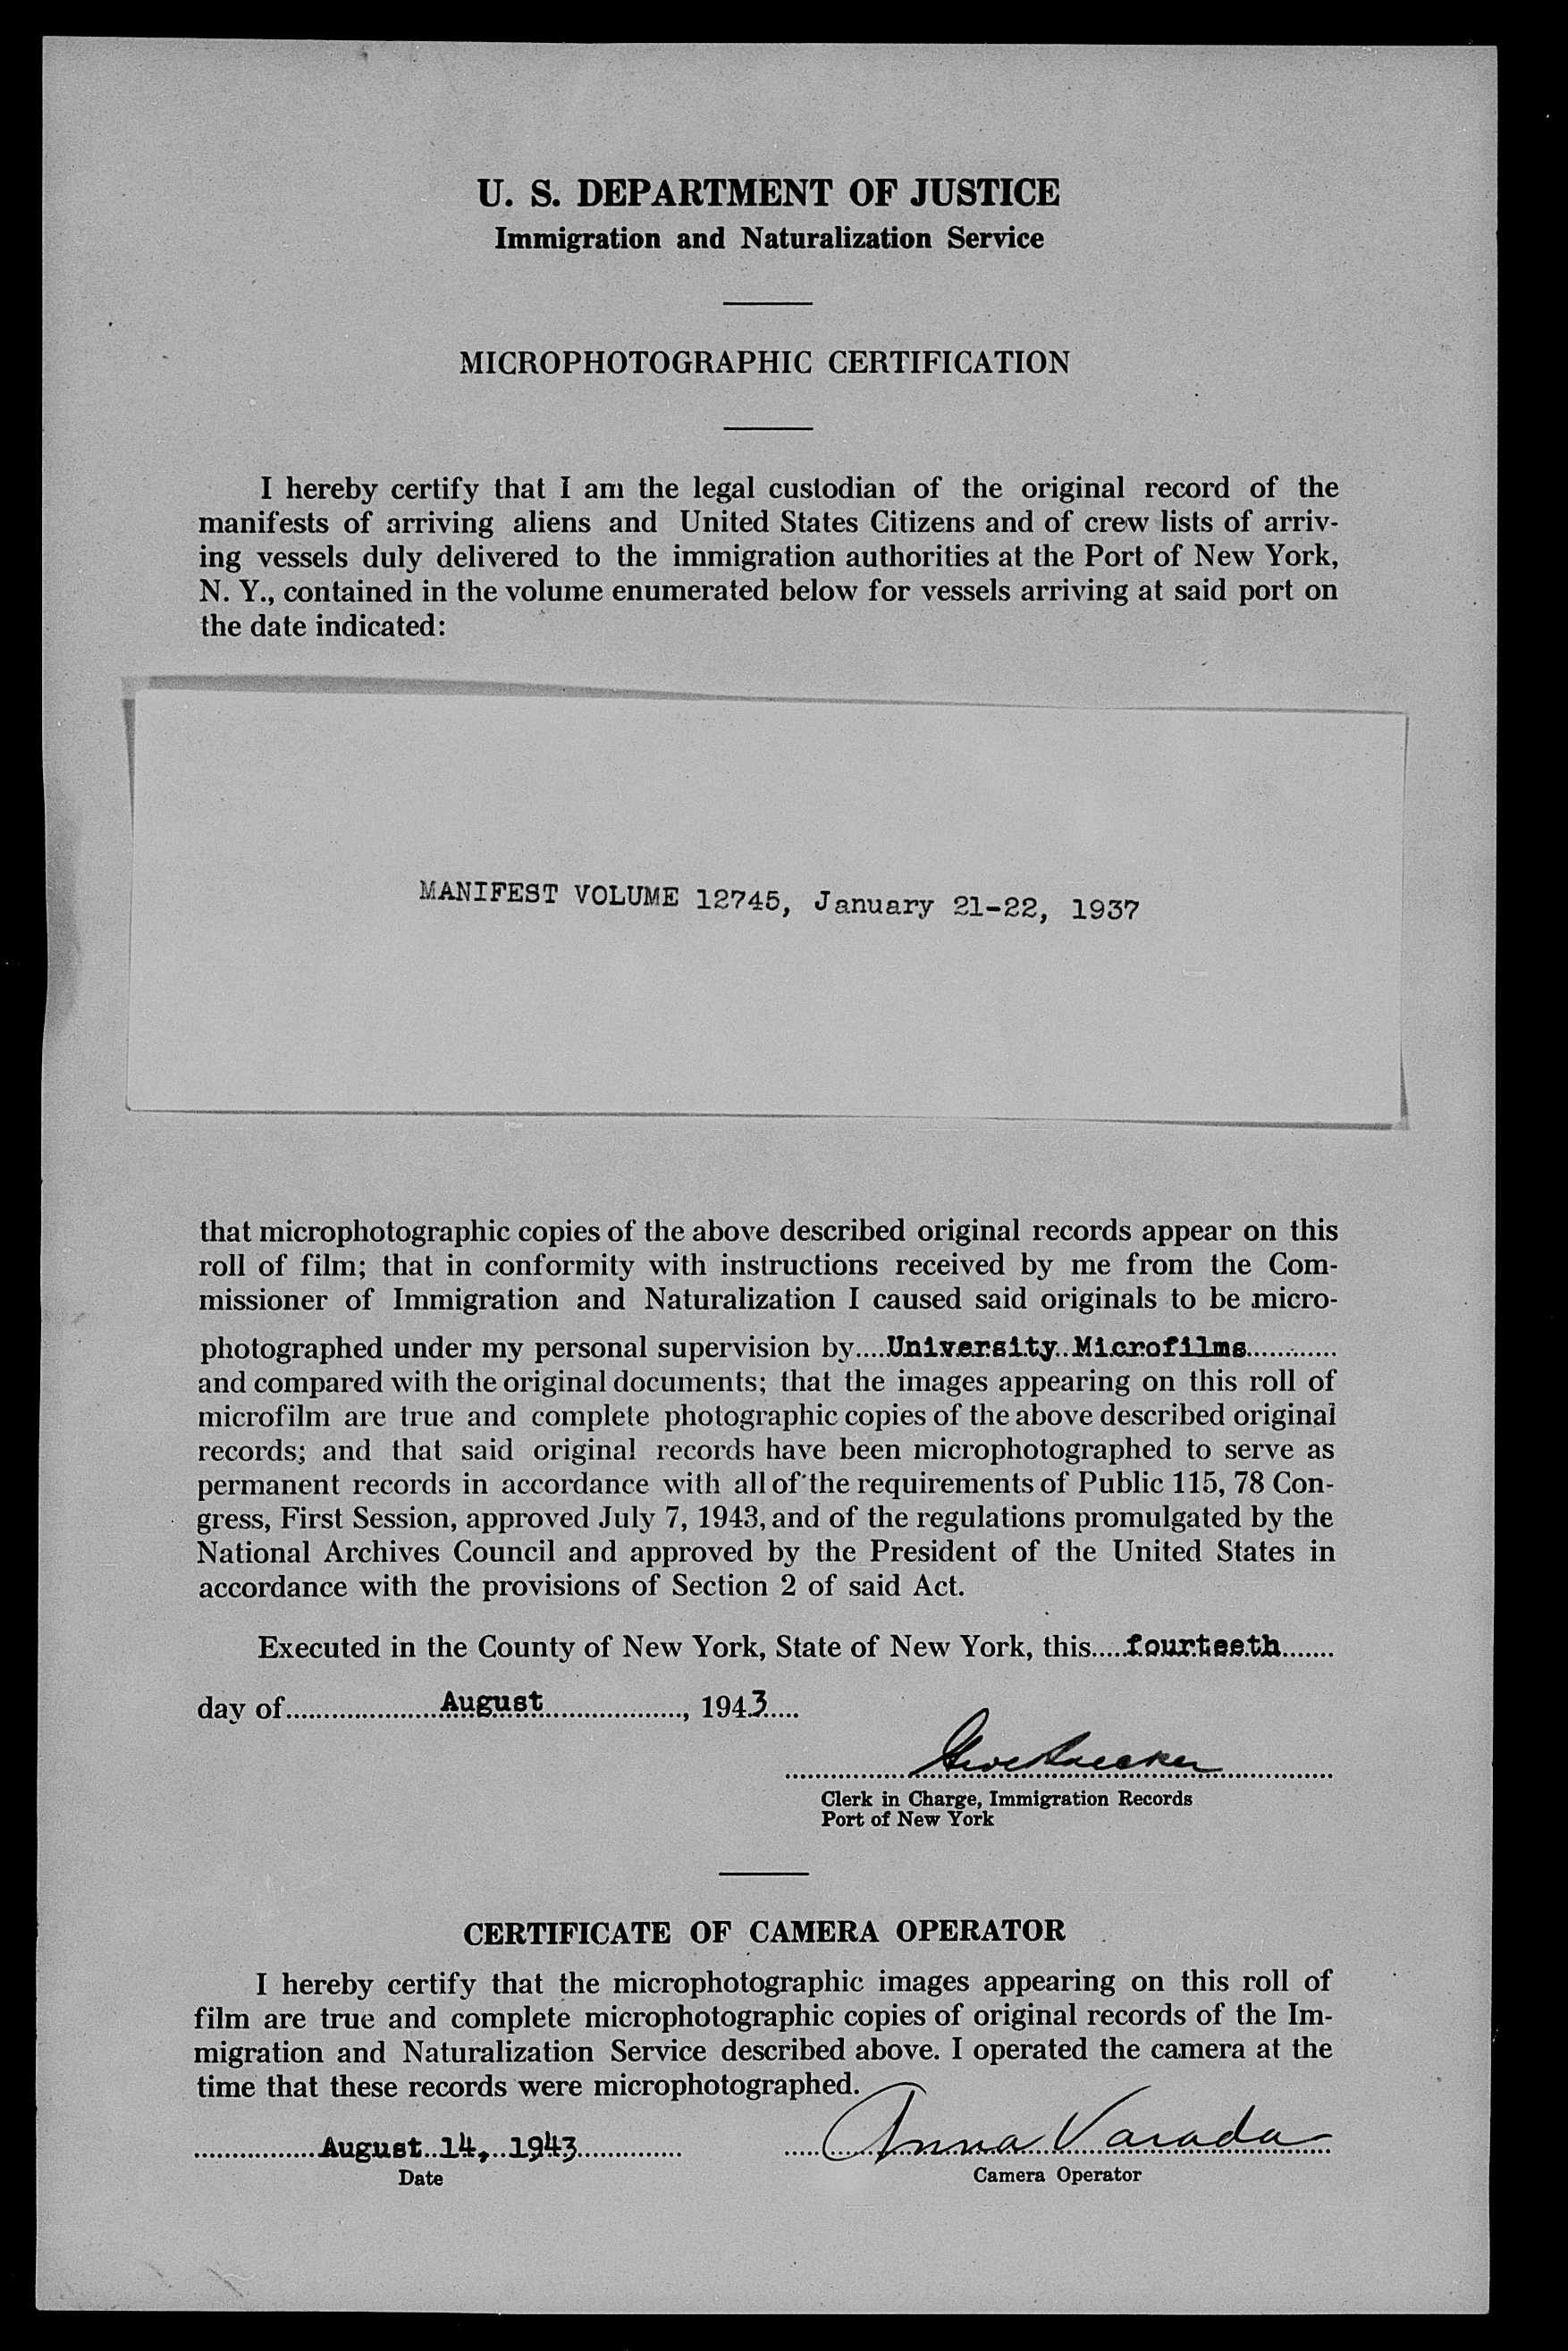 U. S. DEPARTMENT OF JUSTICE
Immigration and Naturalization Service
MICROPHOTOGRAPHIC CERTIFICATION
I hereby certify that I am the legal custodian of the original record of the
manifests of arriving aliens and United States Citizens and of crew lists of arriv-
ing vessels duly delivered to the immigration authorities at the Port of New York,
N. Y., contained in the volume enumerated below for vessels arriving at said port on
the date indicated:
MANIFEST VOLUME 12745, January 21-22, 1937
that microphotographic copies of the above described original records appear on this
roll of film; that in conformity with instructions received by me from the Com-
missioner of Immigration and Naturalization I caused said originals to be micro-
photographed under my personal supervision by....University Microfilms............
and compared with the original documents; that the images appearing on this roll of
microfilm are true and complete photographic copies of the above described original
records; and that said original records have been microphotographed to serve as
permanent records in accordance with all of the requirements of Public 115, 78 Con-
gress, First Session, approved July 7, 1943, and of the regulations promulgated by the
National Archives Council and approved by the President of the United States in
accordance with the provisions of Section 2 of said Act.
Executed in the County of New York, State of New York, this.....fourteeth.......
day of....................August..................., 1943.....
Clerk in Charge, Immigration Records
Port of New York
CERTIFICATE OF CAMERA OPERATOR
I hereby certify that the microphotographic images appearing on this roll of
film are true and complete microphotographic copies of original records of the Im-
migration and Naturalization Service described above. I operated the camera at the
time that these records were microphotographed.
................August 14, 1943.............. Anna Varada
Date Camera Operator